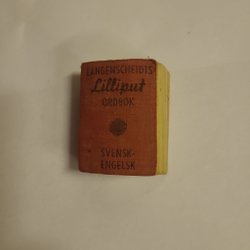 LANGENSCHEIDTS
Lilliput
ORDBOK
SVENSK-
ENGELSK